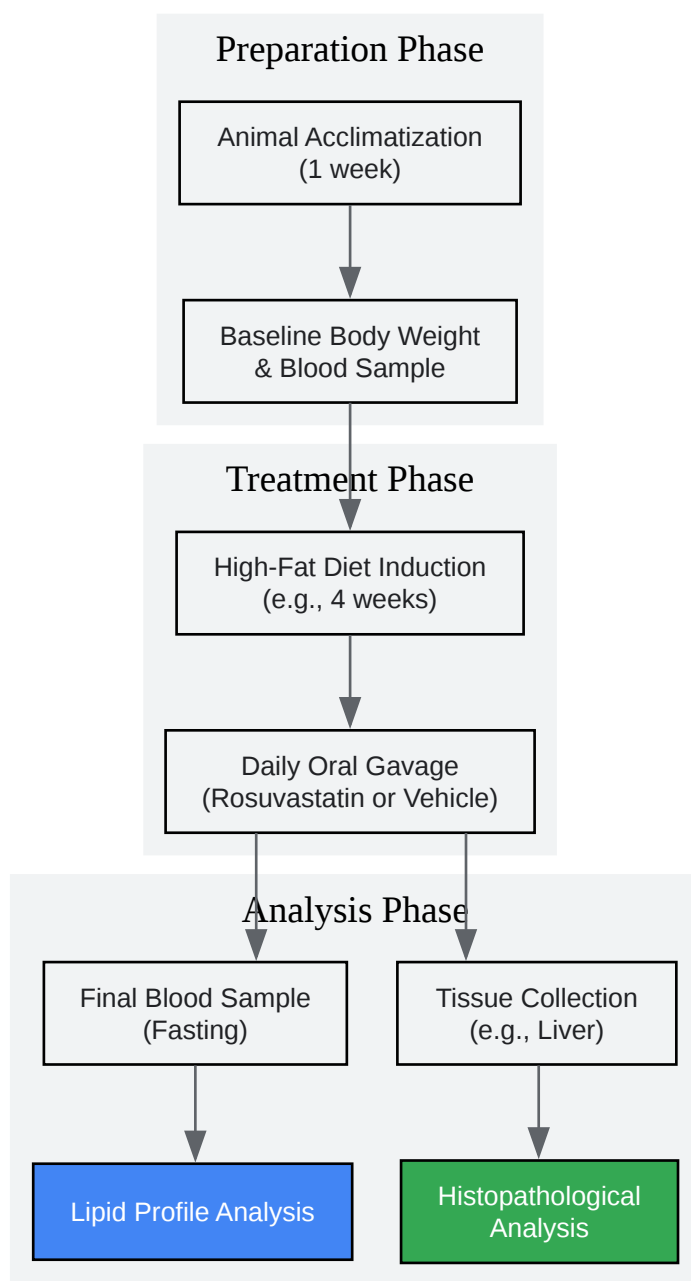 Preparation Phase
Animal Acclimatization
(1 week)
Baseline Body Weight
& Blood Sample
Treatment Phase
High-Fat Diet Induction
(e.g., 4 weeks)
Daily Oral Gavage
(Rosuvastatin or Vehicle)
Analysis Phase
Final Blood Sample
(Fasting)
Tissue Collection
(e.g., Liver)
Lipid Profile Analysis
Histopathological
Analysis